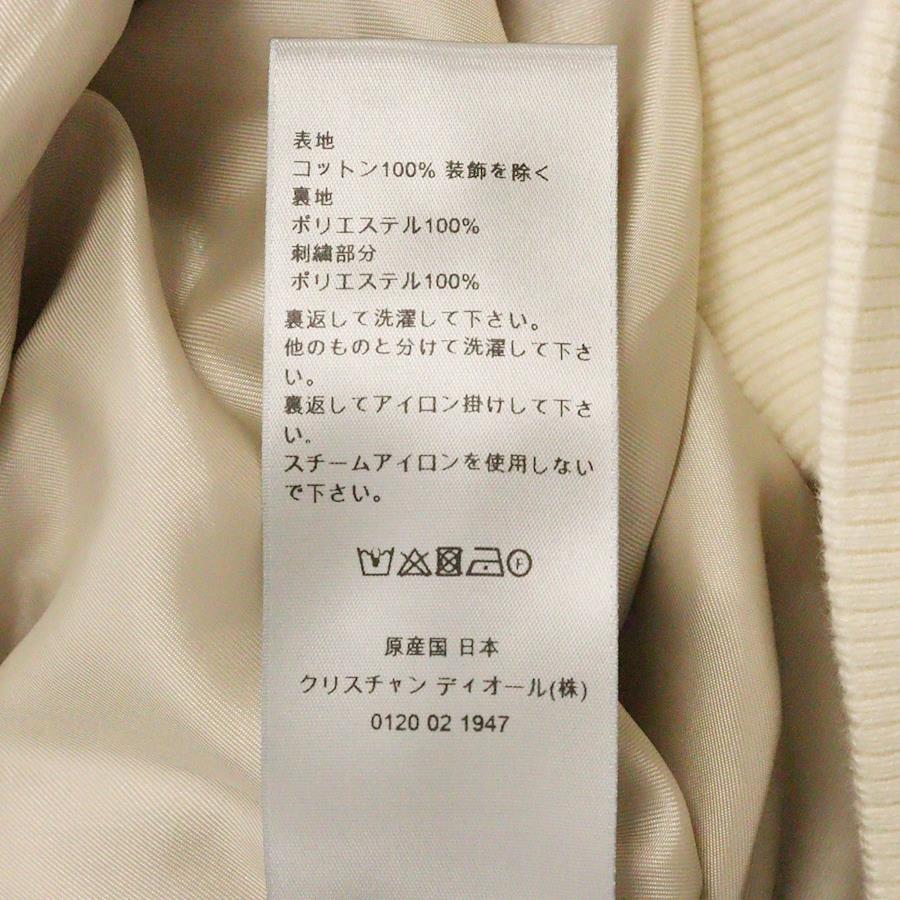 表地
コットン100% 装飾を除く
裏地
ポリエステル100%
刺繍部分
ポリエステル100%
裏返して洗濯して下さい。
他のものと分けて洗濯して下さ
い。
裏返してアイロン掛けして下さ
い。
スチームアイロンを使用しない
で下さい。
F
原産国 日本
クリスチャン ディオール(株)
0120 02 1947